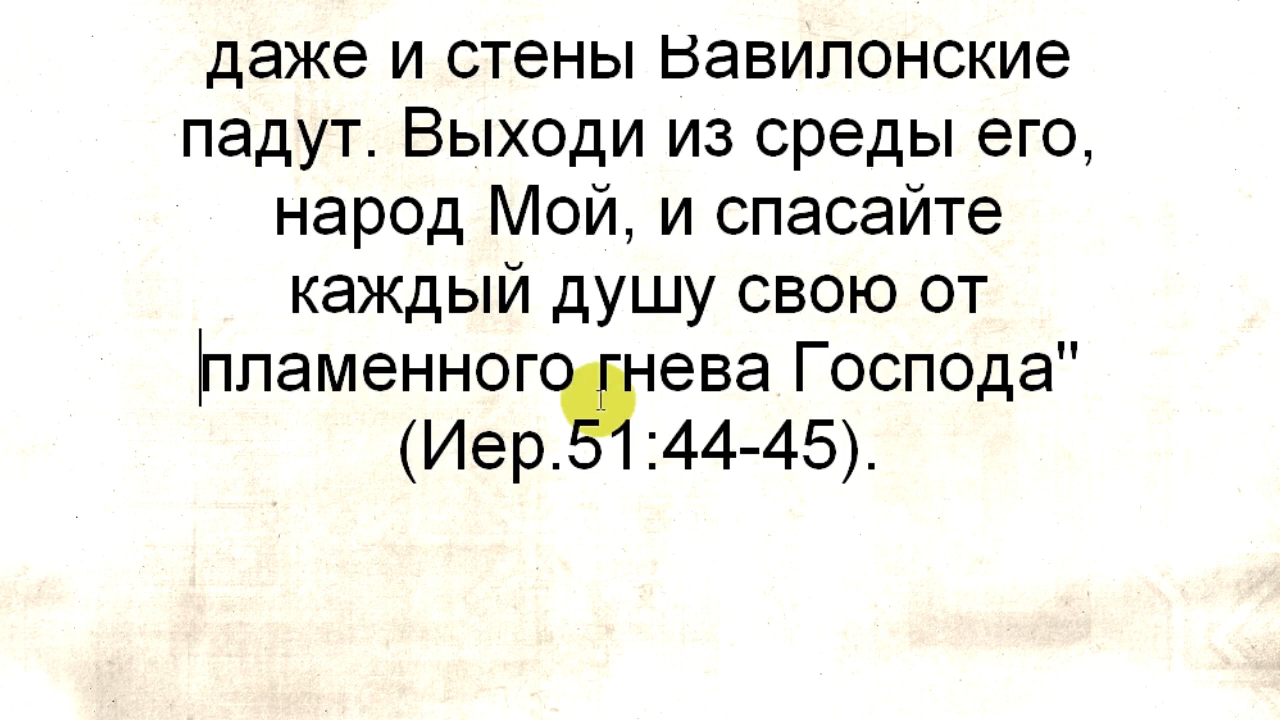 даже и стены Вавилонские
падут. Выходи из среды его,
народ Мой, и спасайте
каждый душу свою от
пламенного гнева Господа"
(Иер.51:44-45).